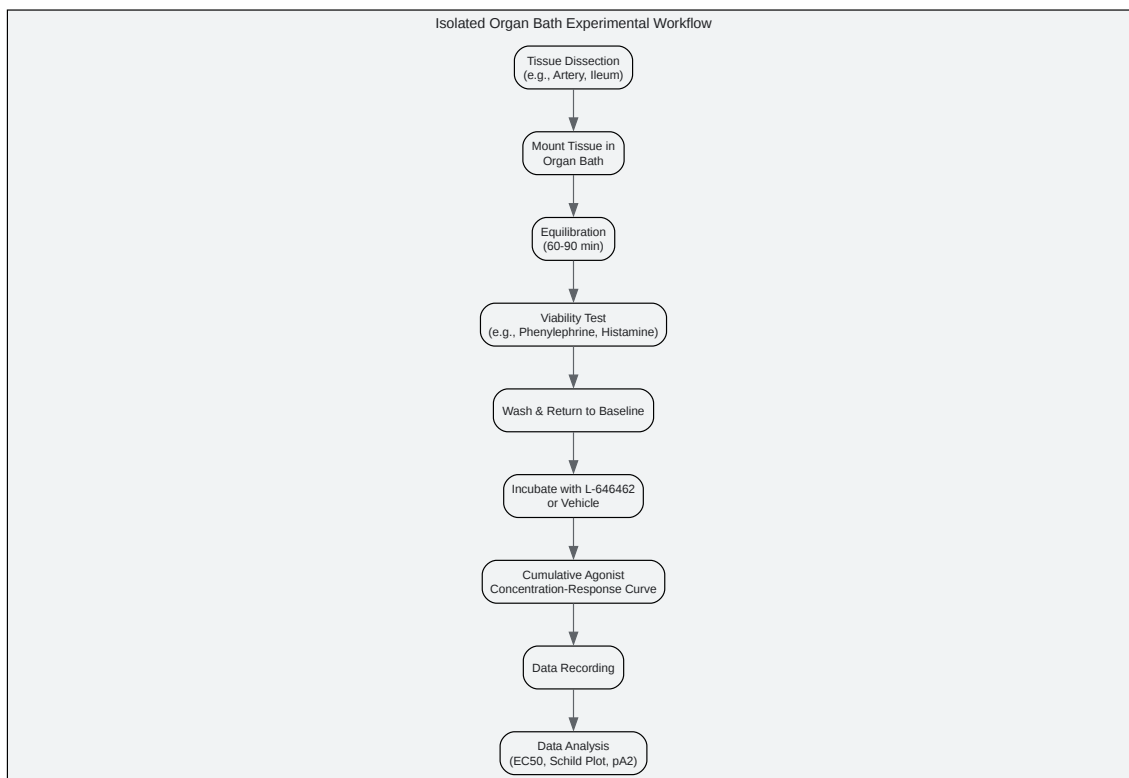 Isolated Organ Bath Experimental Workflow
Tissue Dissection
(e.g., Artery, Ileum)
Mount Tissue in
Organ Bath
Equilibration
(60-90 min)
Viability Test
(e.g., Phenylephrine, Histamine)
Wash & Return to Baseline
Incubate with L-646462
or Vehicle
Cumulative Agonist
Concentration-Response Curve
Data Recording
Data Analysis
(EC50, Schild Plot, pA2)